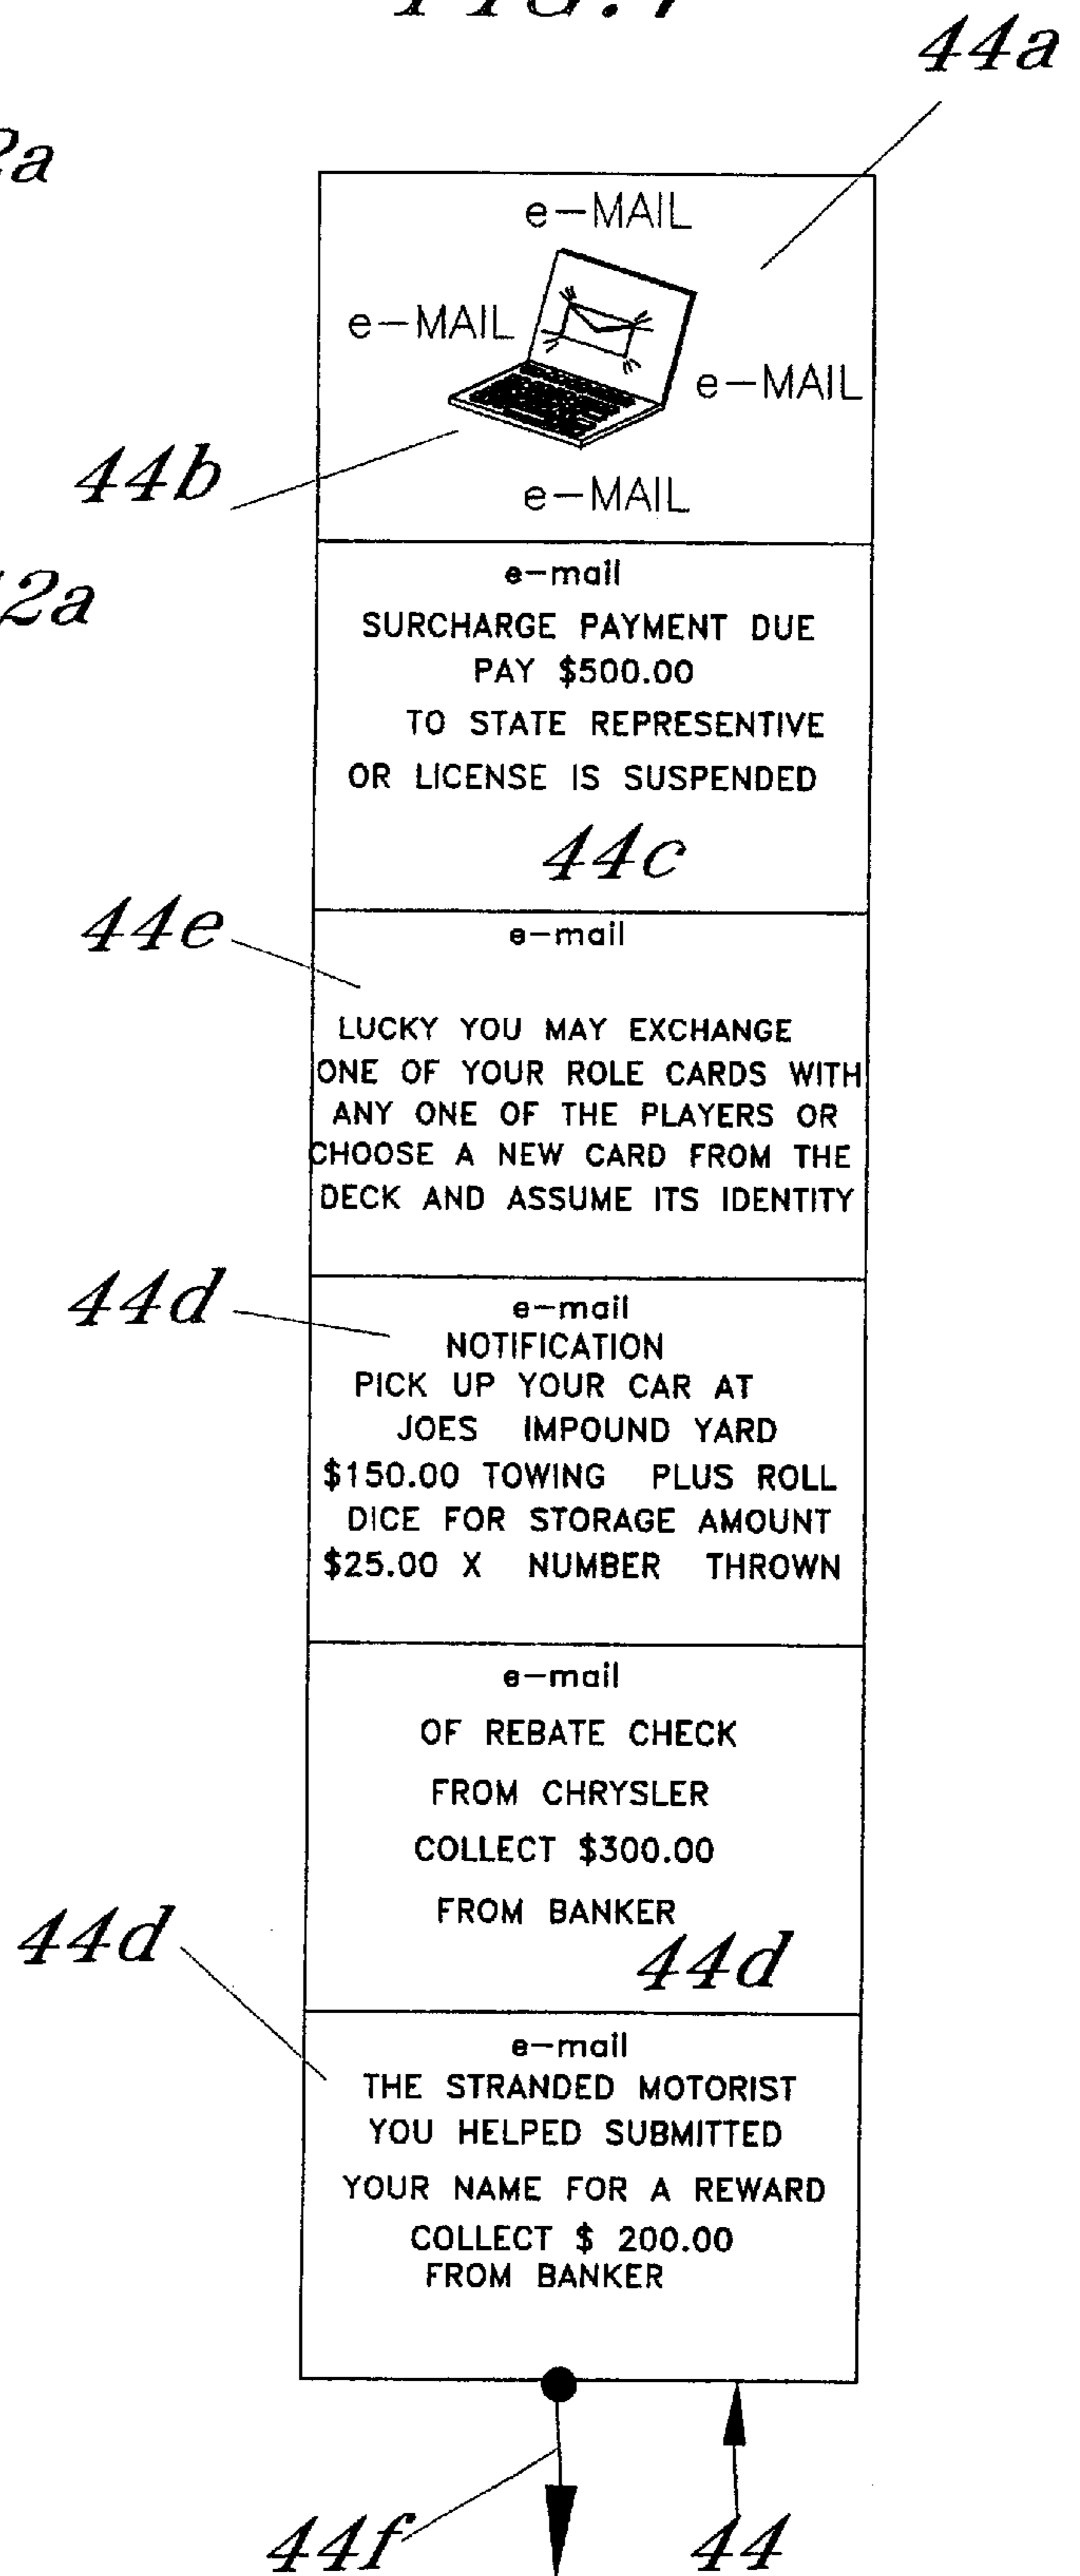 44a
e-MAIL
e-MAIL
e-MAIL
44b
e-MAIL
e-mail
SURCHARGE PAYMENT DUE
PAY $500.00
TO STATE REPRESENTIVE
OR LICENSE IS SUSPENDED
44c
44e
e-mail
LUCKY YOU MAY EXCHANGE
ONE OF YOUR ROLE CARDS WITH
ANY ONE OF THE PLAYERS OR
CHOOSE A NEW CARD FROM THE
DECK AND ASSUME ITS IDENTITY
44d
e-mail
NOTIFICATION
PICK UP YOUR CAR AT
JOES IMPOUND YARD
$150.00 TOWING PLUS ROLL
DICE FOR STORAGE AMOUNT
$25.00 X NUMBER THROWN
e-mail
OF REBATE CHECK
FROM CHRYSLER
COLLECT $300.00
FROM BANKER
44d
44d
e-mail
THE STRANDED MOTORIST
YOU HELPED SUBMITTED
YOUR NAME FOR A REWARD
COLLECT $ 200.00
FROM BANKER
44f 44